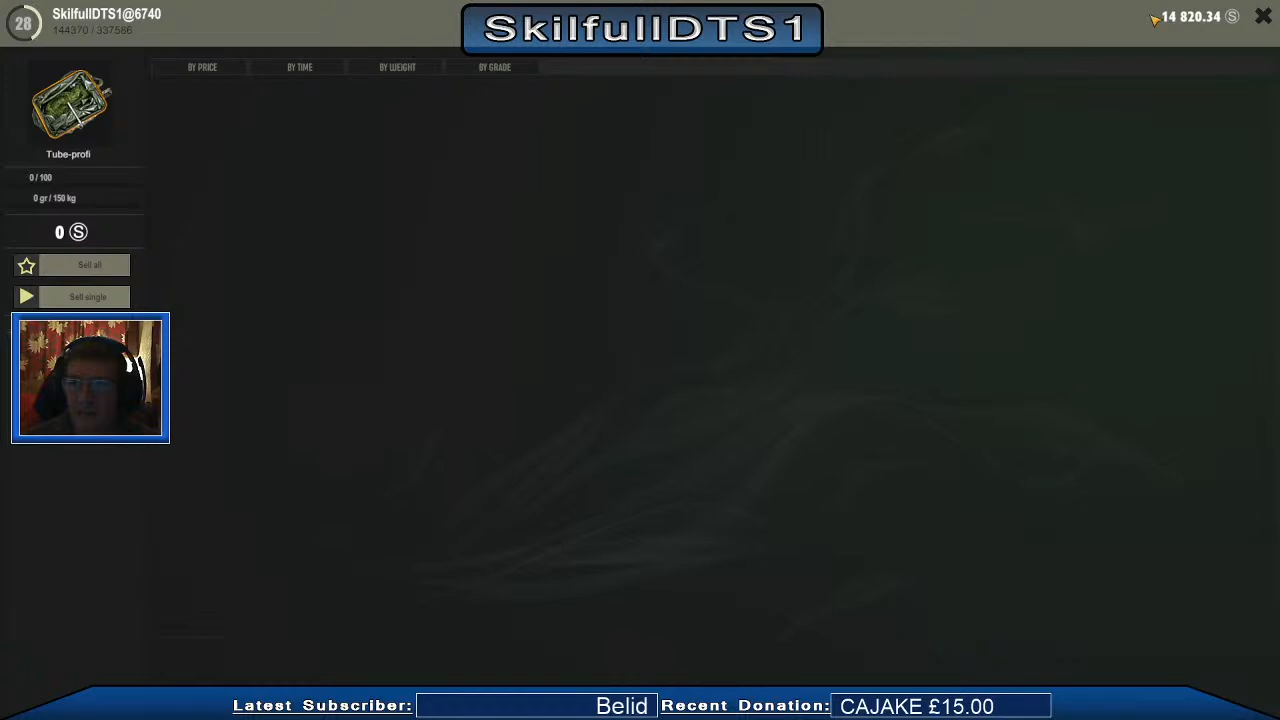 28
SkilfullDTS1@6740
144370 / 337586
SkilfullDTS1
14 820.34 S
BY PRICE
BY TIME
BY WEIGHT
BY GRADE
Tube-profi
0 / 100
0 gr / 150 kg
0 S
Sell all
Sell single
Latest Subscriber: Belid Recent Donation: CAJAKE £15.00